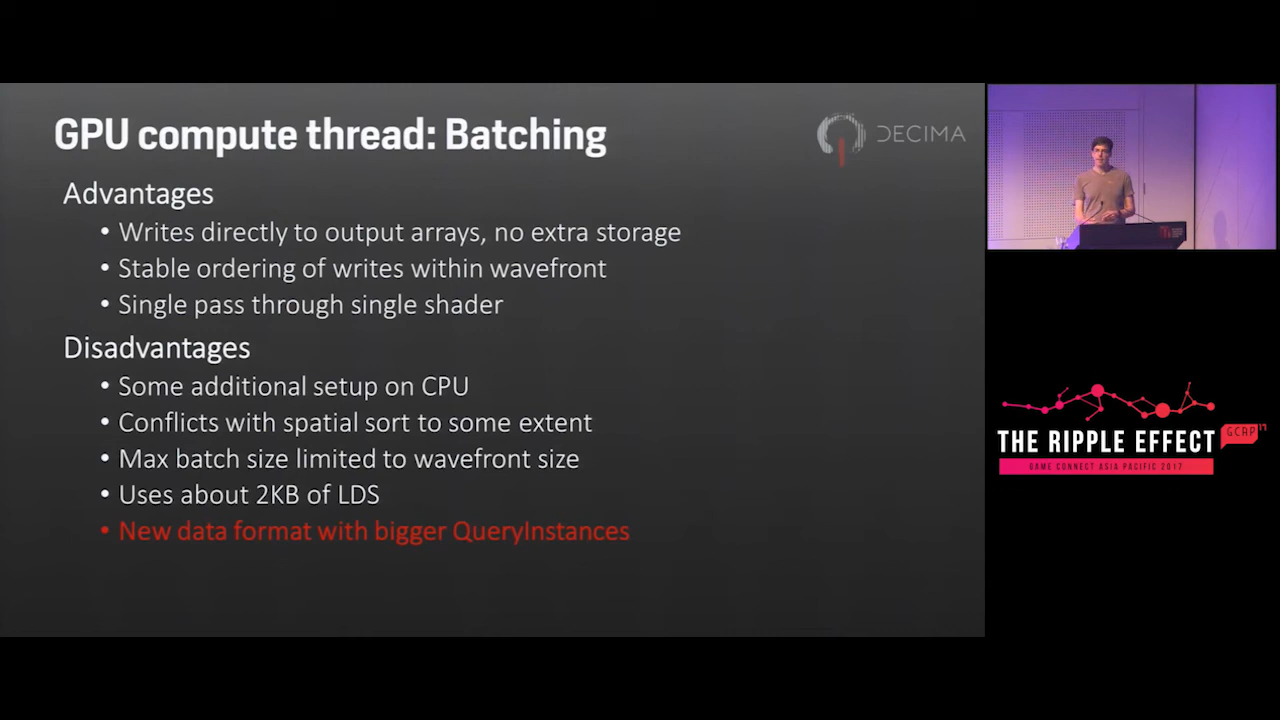 GPU compute thread: Batching
DECIMA
Advantages
• Writes directly to output arrays, no extra storage
• Stable ordering of writes within wavefront
• Single pass through single shader
Disadvantages
• Some additional setup on CPU
• Conflicts with spatial sort to some extent
• Max batch size limited to wavefront size
• Uses about 2KB of LDS
• New data format with bigger QueryInstances
THE RIPPLE EFFECT
GCAP17
GAME CONNECT ASIA PACIFIC 2017